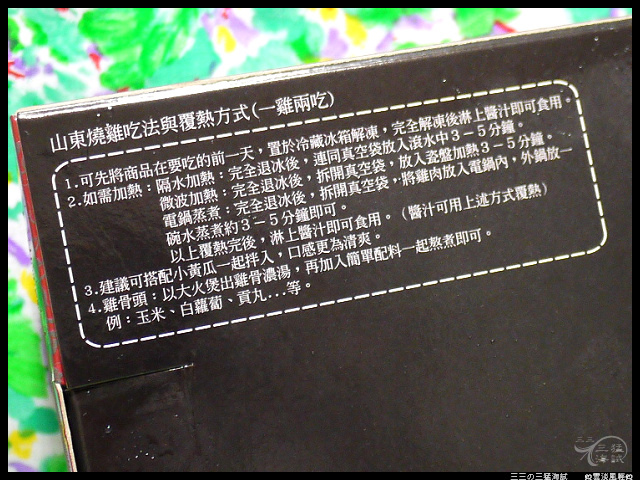 山東燒雞吃法與覆熱方式(一雞兩吃)
1.可先將商品在要吃的前一天，置於冷藏冰箱解凍，完全解凍後淋上醬汁即可食用。
2.如需加熱：隔水加熱：完全退冰後，連同真空袋放入滾水中3－5分鐘。
微波加熱：完全退冰後，拆開真空袋，放入瓷盤加熱3－5分鐘。
電鍋蒸煮：完全退冰後，拆開真空袋，將雞肉放入電鍋內，外鍋放一
碗水蒸煮約3－5分鐘即可。
以上覆熱完後，淋上醬汁即可食用。(醬汁可用上述方式覆熱)
3.建議可搭配小黃瓜一起拌入，口感更為清爽。
4.雞骨頭：以大火煲出雞骨濃湯，再加入簡單配料一起熬煮即可。
例：玉米、白蘿蔔、貢丸...等。
三三の三猛海試